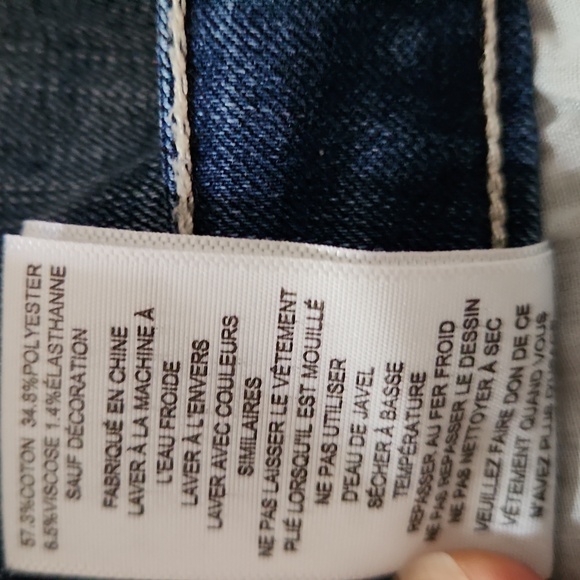 57.3%COTON 34.8%POLYESTER
6.5%VISCOSE 1.4%ÉLASTHANNE
SAUF DÉCORATION
FABRIQUÉ EN CHINE
LAVER À LA MACHINE À
L'EAU FROIDE
LAVER À L'ENVERS
LAVER AVEC COULEURS
SIMILAIRES
NE PAS LAISSER LE VÊTEMENT
PLIÉ LORSQU'IL EST MOUILLÉ
NE PAS UTILISER
D'EAU DE JAVEL
SÉCHER À BASSE
TEMPÉRATURE
REPASSER AU FER FROID
NE PAS REPASSER LE DESSIN
NE PAS NETTOYER À SEC
VEUILLEZ FAIRE DON DE CE
VÊTEMENT QUAND VOUS
N'AVEZ PLUS